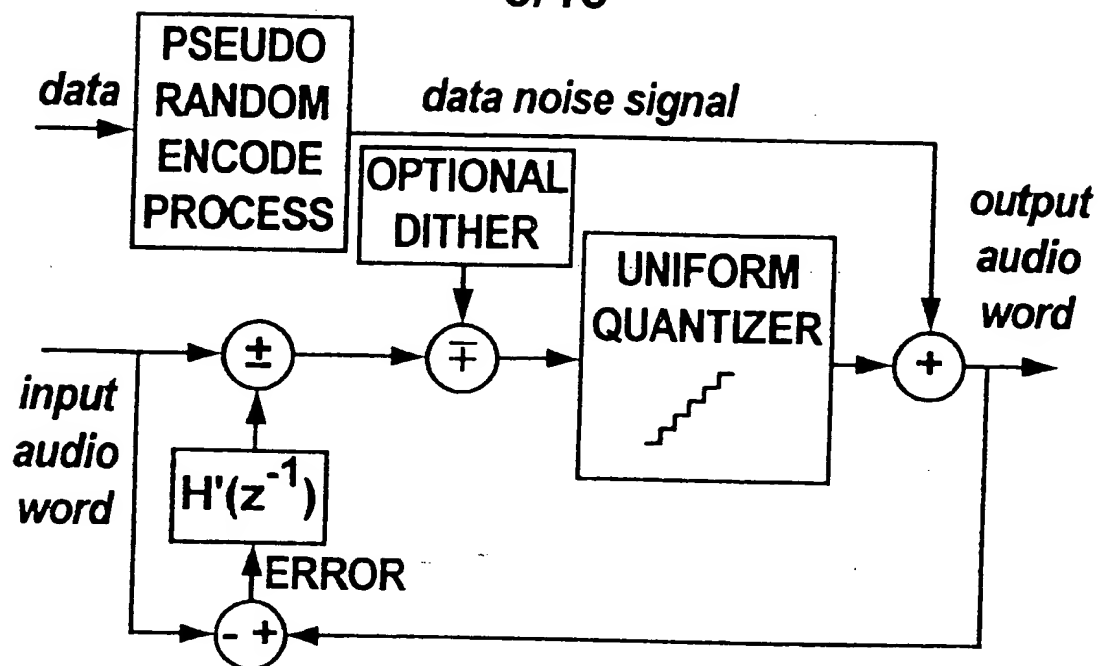 PSEUDO
RANDOM
ENCODE
PROCESS
data
data noise signal
OPTIONAL
DITHER
UNIFORM
QUANTIZER
output
audio
word
±
∓
+
input
audio
word
H'(z⁻¹)
ERROR
- +